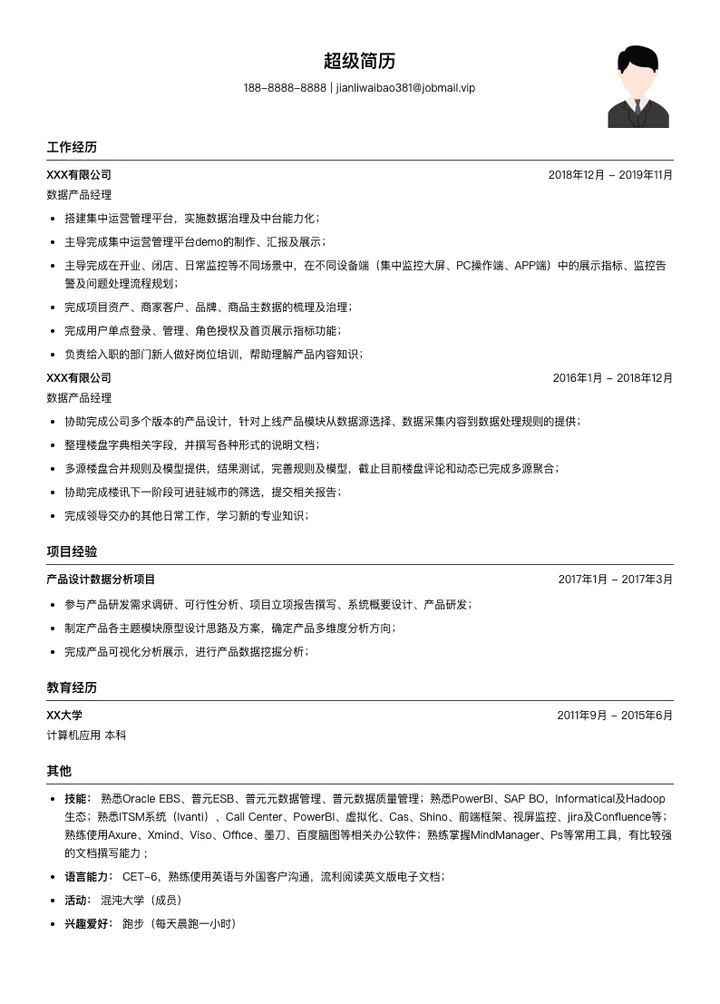 超级简历
188-8888-8888 | jianliwaibao381@jobmail.vip
工作经历
XXX有限公司 2018年12月 – 2019年11月
数据产品经理
• 搭建集中运营管理平台，实施数据治理及中台能力化；
• 主导完成集中运营管理平台demo的制作、汇报及展示；
• 主导完成在开业、闭店、日常监控等不同场景中，在不同设备端（集中监控大屏、PC操作端、APP端）中的展示指标、监控告
警及问题处理流程规划；
• 完成项目资产、商家客户、品牌、商品主数据的梳理及治理；
• 完成用户单点登录、管理、角色授权及首页展示指标功能；
• 负责给入职的部门新人做好岗位培训，帮助理解产品内容知识；
XXX有限公司 2016年1月 – 2018年12月
数据产品经理
• 协助完成公司多个版本的产品设计，针对上线产品模块从数据源选择、数据采集内容到数据处理规则的提供；
• 整理楼盘字典相关字段，并撰写各种形式的说明文档；
• 多源楼盘合并规则及模型提供，结果测试，完善规则及模型，截止目前楼盘评论和动态已完成多源聚合；
• 协助完成楼讯下一阶段可进驻城市的筛选，提交相关报告；
• 完成领导交办的其他日常工作，学习新的专业知识；
项目经验
产品设计数据分析项目 2017年1月 – 2017年3月
• 参与产品研发需求调研、可行性分析、项目立项报告撰写、系统概要设计、产品研发；
• 制定产品各主题模块原型设计思路及方案，确定产品多维度分析方向；
• 完成产品可视化分析展示，进行产品数据挖掘分析；
教育经历
XX大学 2011年9月 – 2015年6月
计算机应用 本科
其他
• 技能： 熟悉Oracle EBS、普元ESB、普元元数据管理、普元数据质量管理；熟悉PowerBI、SAP BO，Informatical及Hadoop
生态；熟悉ITSM系统（Ivanti）、Call Center、PowerBI、虚拟化、Cas、Shino、前端框架、视屏监控、jira及Confluence等；
熟练使用Axure、Xmind、Viso、Office、墨刀、百度脑图等相关办公软件；熟练掌握MindManager、Ps等常用工具，有比较强
的文档撰写能力；
• 语言能力： CET-6，熟练使用英语与外国客户沟通，流利阅读英文版电子文档；
• 活动： 混沌大学（成员）
• 兴趣爱好： 跑步（每天晨跑一小时）